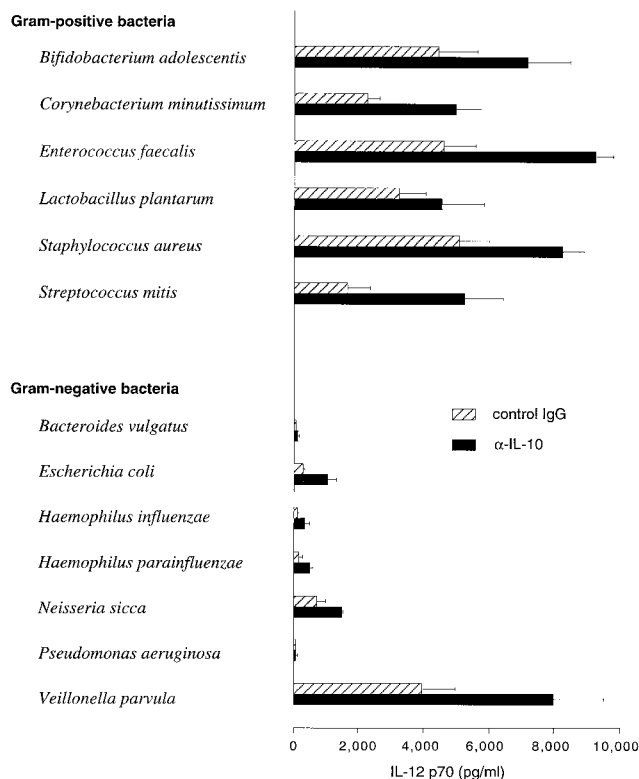 Gram-positive bacteria
Bifidobacterium adolescentis
Corynebacterium minutissimum
Enterococcus faecalis
Lactobacillus plantarum
Staphylococcus aureus
Streptococcus mitis
Gram-negative bacteria
Bacteroides vulgatus
control IgG
α-IL-10
Escherichia coli
Haemophilus influenzae
Haemophilus parainfluenzae
Neisseria sicca
Pseudomonas aeruginosa
Veillonella parvula
0 2,000 4,000 6,000 8,000 10,000
IL-12 p70 (pg/ml)